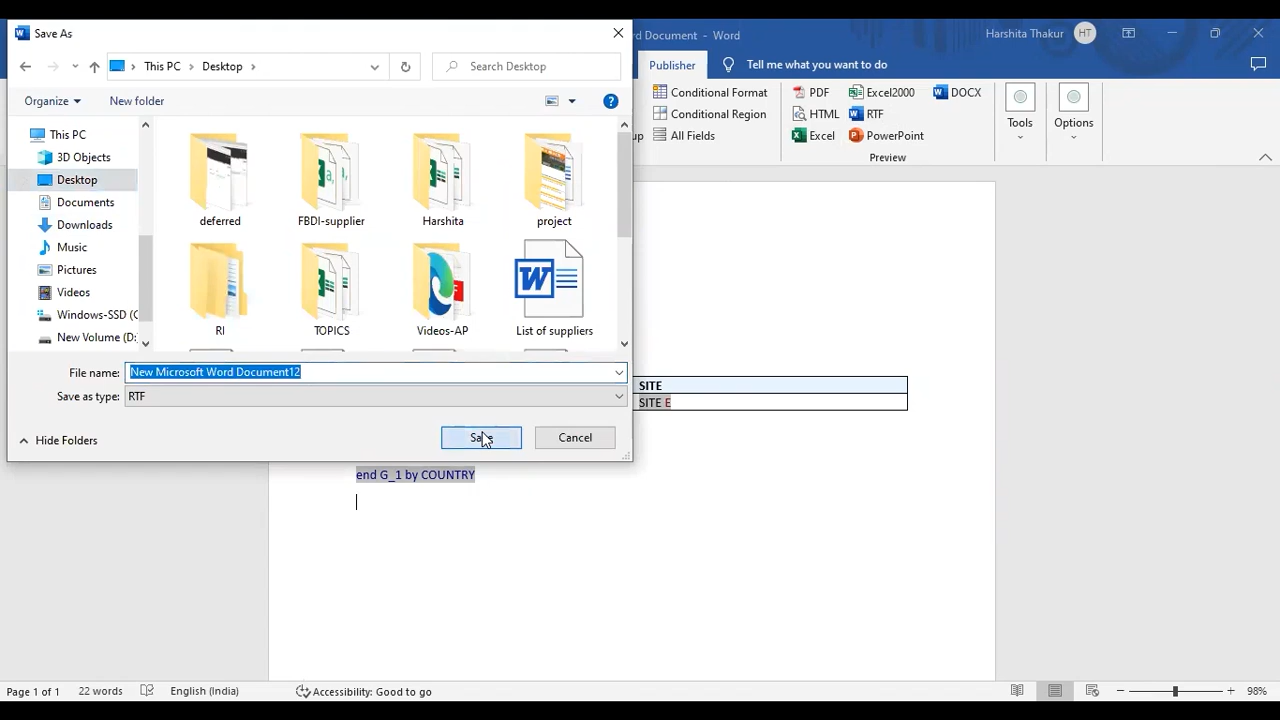 Save As
rd Document - Word
Harshita Thakur
HT
This PC
Desktop
Search Desktop
Publisher
Tell me what you want to do
Organize
New folder
Conditional Format
PDF
Excel2000
DOCX
Conditional Region
HTML
RTF
Tools
Options
up
All Fields
Excel
PowerPoint
Preview
This PC
3D Objects
Desktop
Documents
Downloads
Music
Pictures
Videos
Windows-SSD (C
New Volume (D:
deferred
FBDI-supplier
Harshita
project
RI
TOPICS
Videos-AP
List of suppliers
File name:
New Microsoft Word Document12
Save as type:
RTF
Hide Folders
Save
Cancel
SITE
SITE E
end G_1 by COUNTRY
Page 1 of 1
22 words
English (India)
Accessibility: Good to go
98%